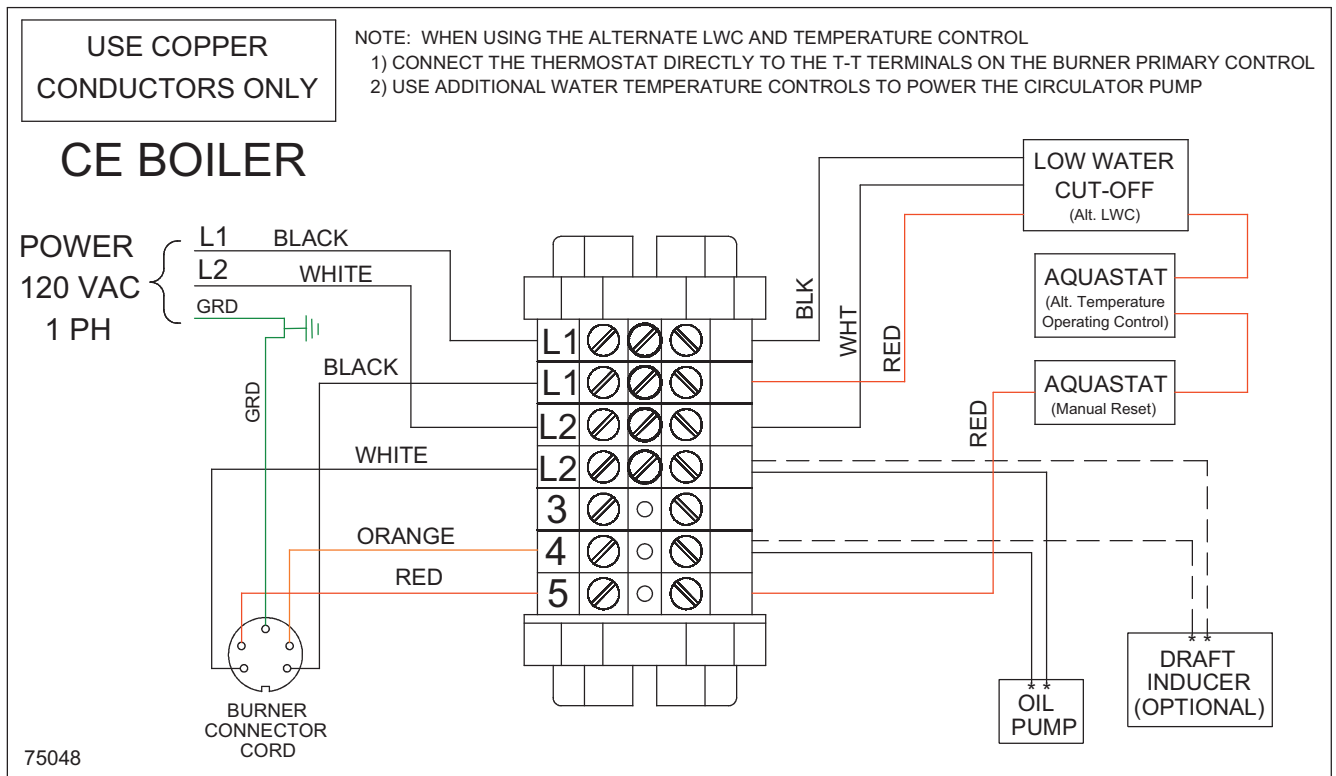 USE COPPER
CONDUCTORS ONLY
NOTE: WHEN USING THE ALTERNATE LWC AND TEMPERATURE CONTROL
1) CONNECT THE THERMOSTAT DIRECTLY TO THE T-T TERMINALS ON THE BURNER PRIMARY CONTROL
2) USE ADDITIONAL WATER TEMPERATURE CONTROLS TO POWER THE CIRCULATOR PUMP
CE BOILER
POWER
120 VAC
1 PH
L1 BLACK
L2 WHITE
GRD
GRD
BLACK
WHITE
ORANGE
RED
BURNER
CONNECTOR
CORD
L1
L1
L2
L2
3
4
5
BLK
WHT
RED
RED
LOW WATER
CUT-OFF
(Alt. LWC)
AQUASTAT
(Alt. Temperature
Operating Control)
AQUASTAT
(Manual Reset)
* *
OIL
PUMP
* *
DRAFT
INDUCER
(OPTIONAL)
75048